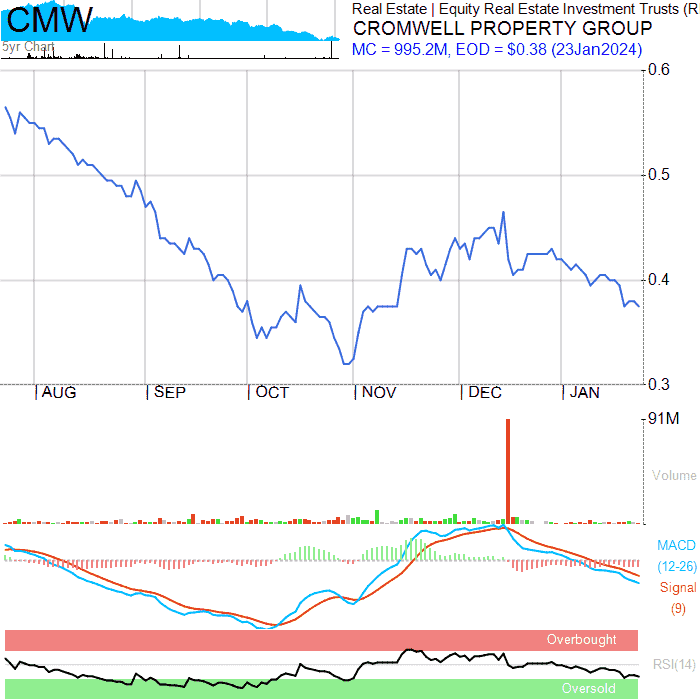 CMW
5yr Chart
Real Estate | Equity Real Estate Investment Trusts (R
CROMWELL PROPERTY GROUP
MC = 995.2M, EOD = $0.38 (23Jan2024)
0.6
0.5
0.4
0.3
AUG SEP OCT NOV DEC JAN
91M
Volume
MACD
(12-26)
Signal
(9)
Overbought
RSI(14)
Oversold